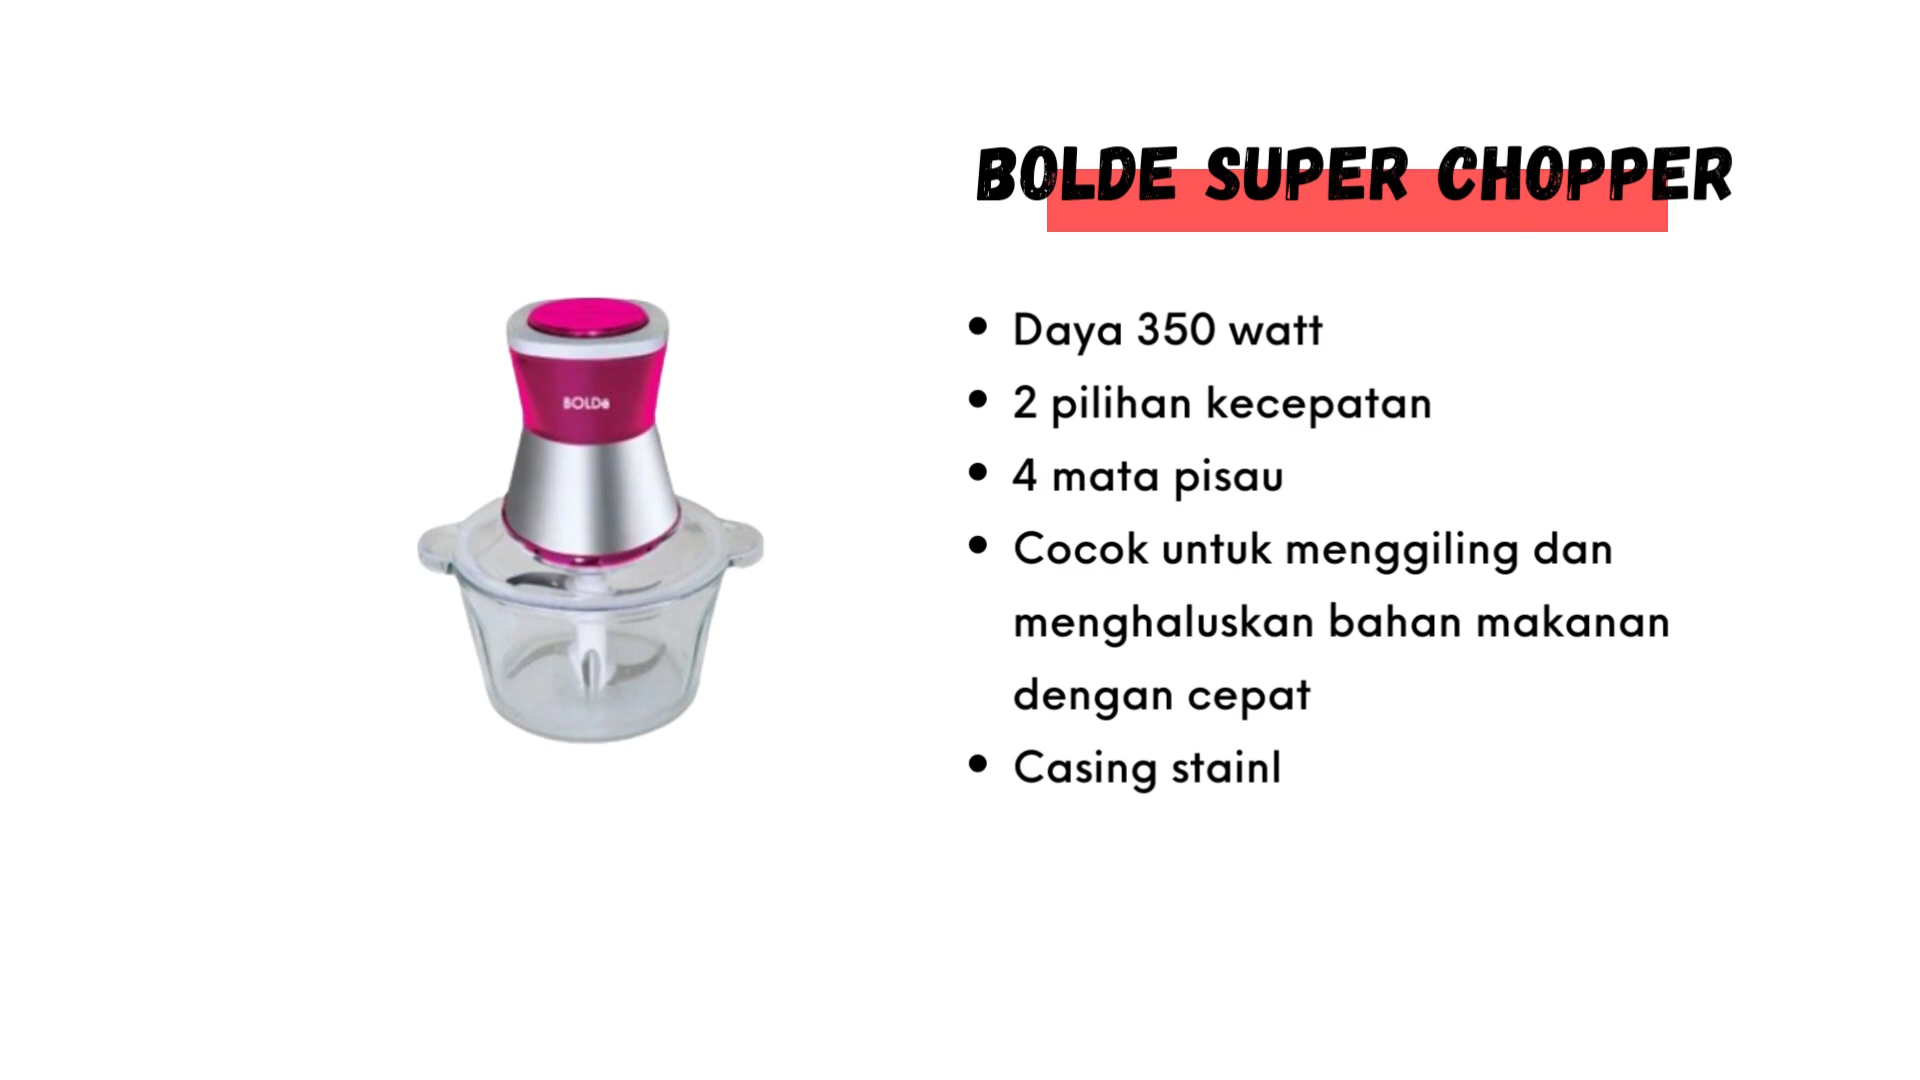 BOLDE SUPER CHOPPER
BOLDe
• Daya 350 watt
• 2 pilihan kecepatan
• 4 mata pisau
• Cocok untuk menggiling dan
menghaluskan bahan makanan
dengan cepat
• Casing stainl